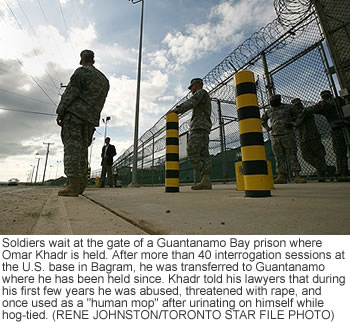 Soldiers wait at the gate of a Guantanamo Bay prison where
Omar Khadr is held. After more than 40 interrogation sessions at
the U.S. base in Bagram, he was transferred to Guantanamo
where he has been held since. Khadr told his lawyers that during
his first few years he was abused, threatened with rape, and
once used as a "human mop" after urinating on himself while
hog-tied. (RENE JOHNSTON/TORONTO STAR FILE PHOTO)